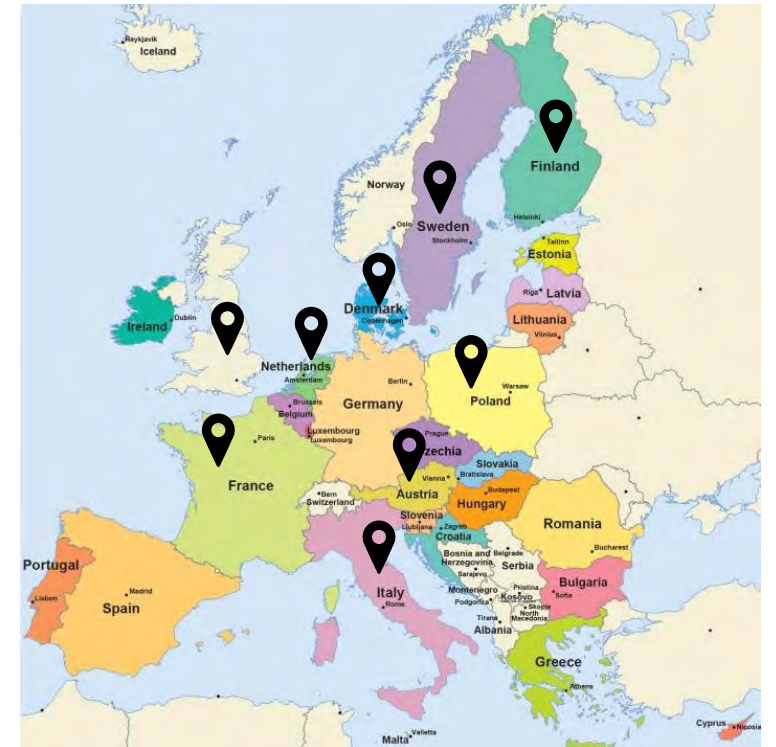 Reykjavik
Iceland
Finland
Norway
Sweden
Oslo
Helsinki
Stockholm
Tallinn
Estonia
Riga
Latvia
Denmark
Copenhagen
Lithuania
Vilnius
Ireland
Dublin
Netherlands
Amsterdam
Berlin
Germany
Warsaw
Poland
Brussels
Belgium
Luxembourg
Luxembourg
Paris
France
Prague
zechia
Slovakia
Bratislava
Vienna
Austria
Budapest
Hungary
Bern
Switzerland
Slovenia
Ljubljana
Zagreb
Croatia
Romania
Bucharest
Bosnia and
Herzegovina
Sarajevo
Belgrade
Serbia
Montenegro
Podgorica
Pristina
Kosovo
Skopje
North
Macedonia
Tirana
Albania
Bulgaria
Sofia
Portugal
Lisbon
Madrid
Spain
Italy
Rome
Greece
Athens
Malta
Valletta
Cyprus
Nicosia